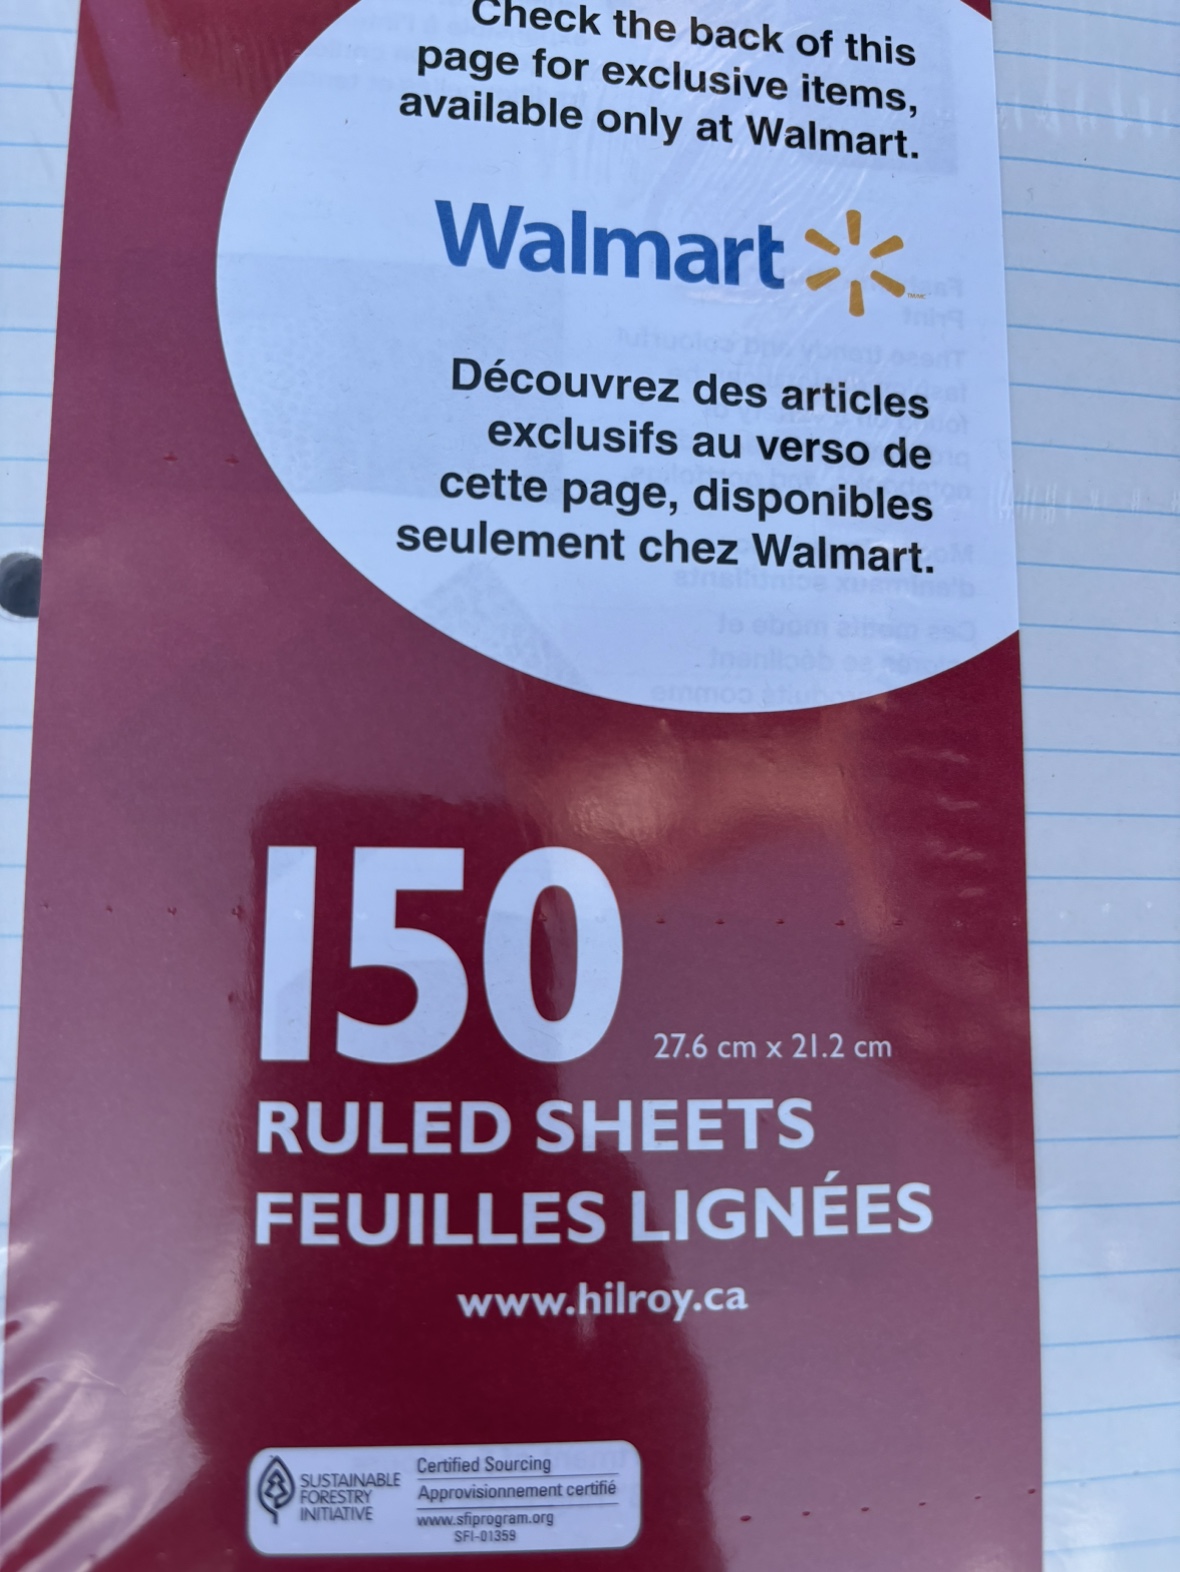 Check the back of this
page for exclusive items,
available only at Walmart.
Walmart
Découvrez des articles
exclusifs au verso de
cette page, disponibles
seulement chez Walmart.
150
27.6 cm x 21.2 cm
RULED SHEETS
FEUILLES LIGNÉES
www.hilroy.ca
SUSTAINABLE
FORESTRY
INITIATIVE
Certified Sourcing
Approvisionnement certifié
www.sfiprogram.org
SFI-01359